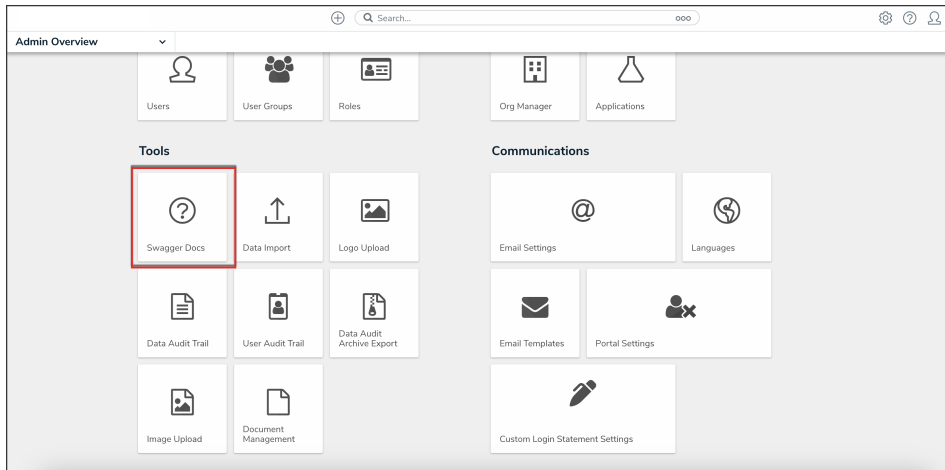 Search...
Admin Overview
Users
User Groups
Roles
Org Manager
Applications
Tools
Communications
Swagger Docs
Data Import
Logo Upload
Email Settings
Languages
Data Audit Trail
User Audit Trail
Data Audit
Archive Export
Email Templates
Portal Settings
Image Upload
Document
Management
Custom Login Statement Settings